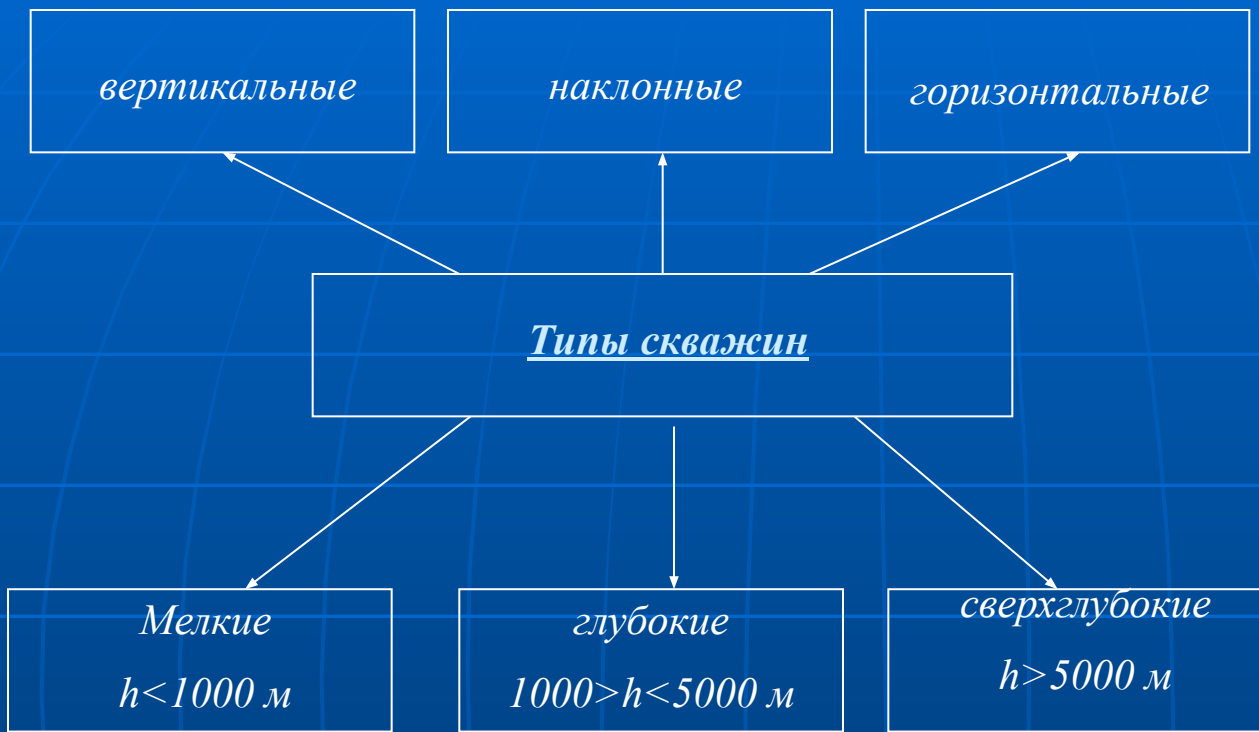 вертикальные
наклонные
горизонтальные
Типы скважин
Мелкие
h<1000 м
глубокие
1000>h<5000 м
сверхглубокие
h>5000 м